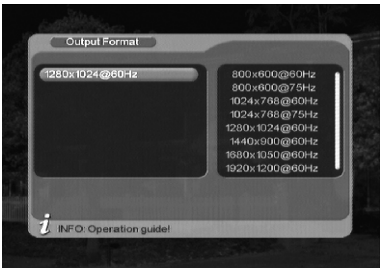 Output Format
1280x1024@60Hz
800x600@60Hz
800x600@75Hz
1024x768@60Hz
1024x768@75Hz
1280x1024@60Hz
1440x900@60Hz
1680x1050@60Hz
1920x1200@60Hz
i INFO: Operation guide!